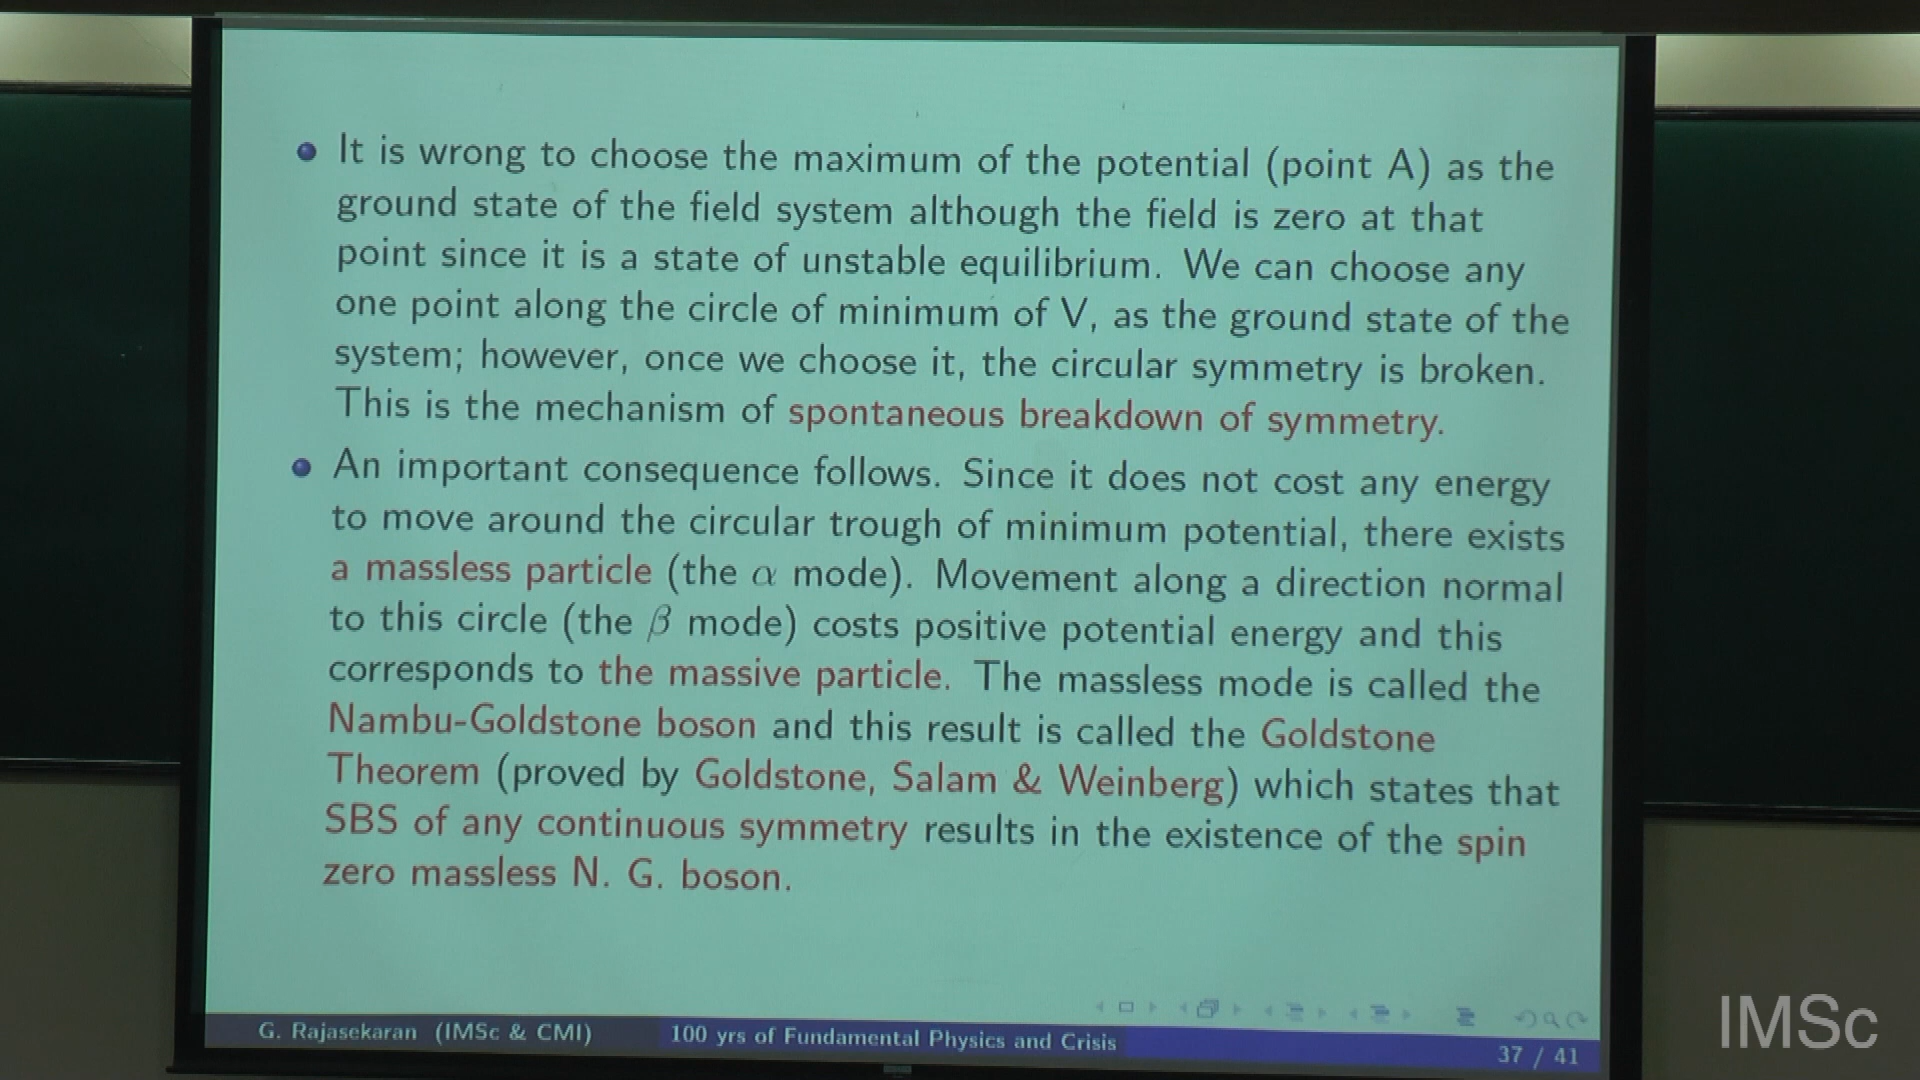 It is wrong to choose the maximum of the potential (point A) as the
ground state of the field system although the field is zero at that
point since it is a state of unstable equilibrium. We can choose any
one point along the circle of minimum of V, as the ground state of the
system; however, once we choose it, the circular symmetry is broken.
This is the mechanism of spontaneous breakdown of symmetry.
An important consequence follows. Since it does not cost any energy
to move around the circular trough of minimum potential, there exists
a massless particle (the α mode). Movement along a direction normal
to this circle (the β mode) costs positive potential energy and this
corresponds to the massive particle. The massless mode is called the
Nambu-Goldstone boson and this result is called the Goldstone
Theorem (proved by Goldstone, Salam & Weinberg) which states that
SBS of any continuous symmetry results in the existence of the spin
zero massless N. G. boson.
G. Rajasekaran (IMSc & CMI) 100 yrs of Fundamental Physics and Crisis 37 / 41
IMSc